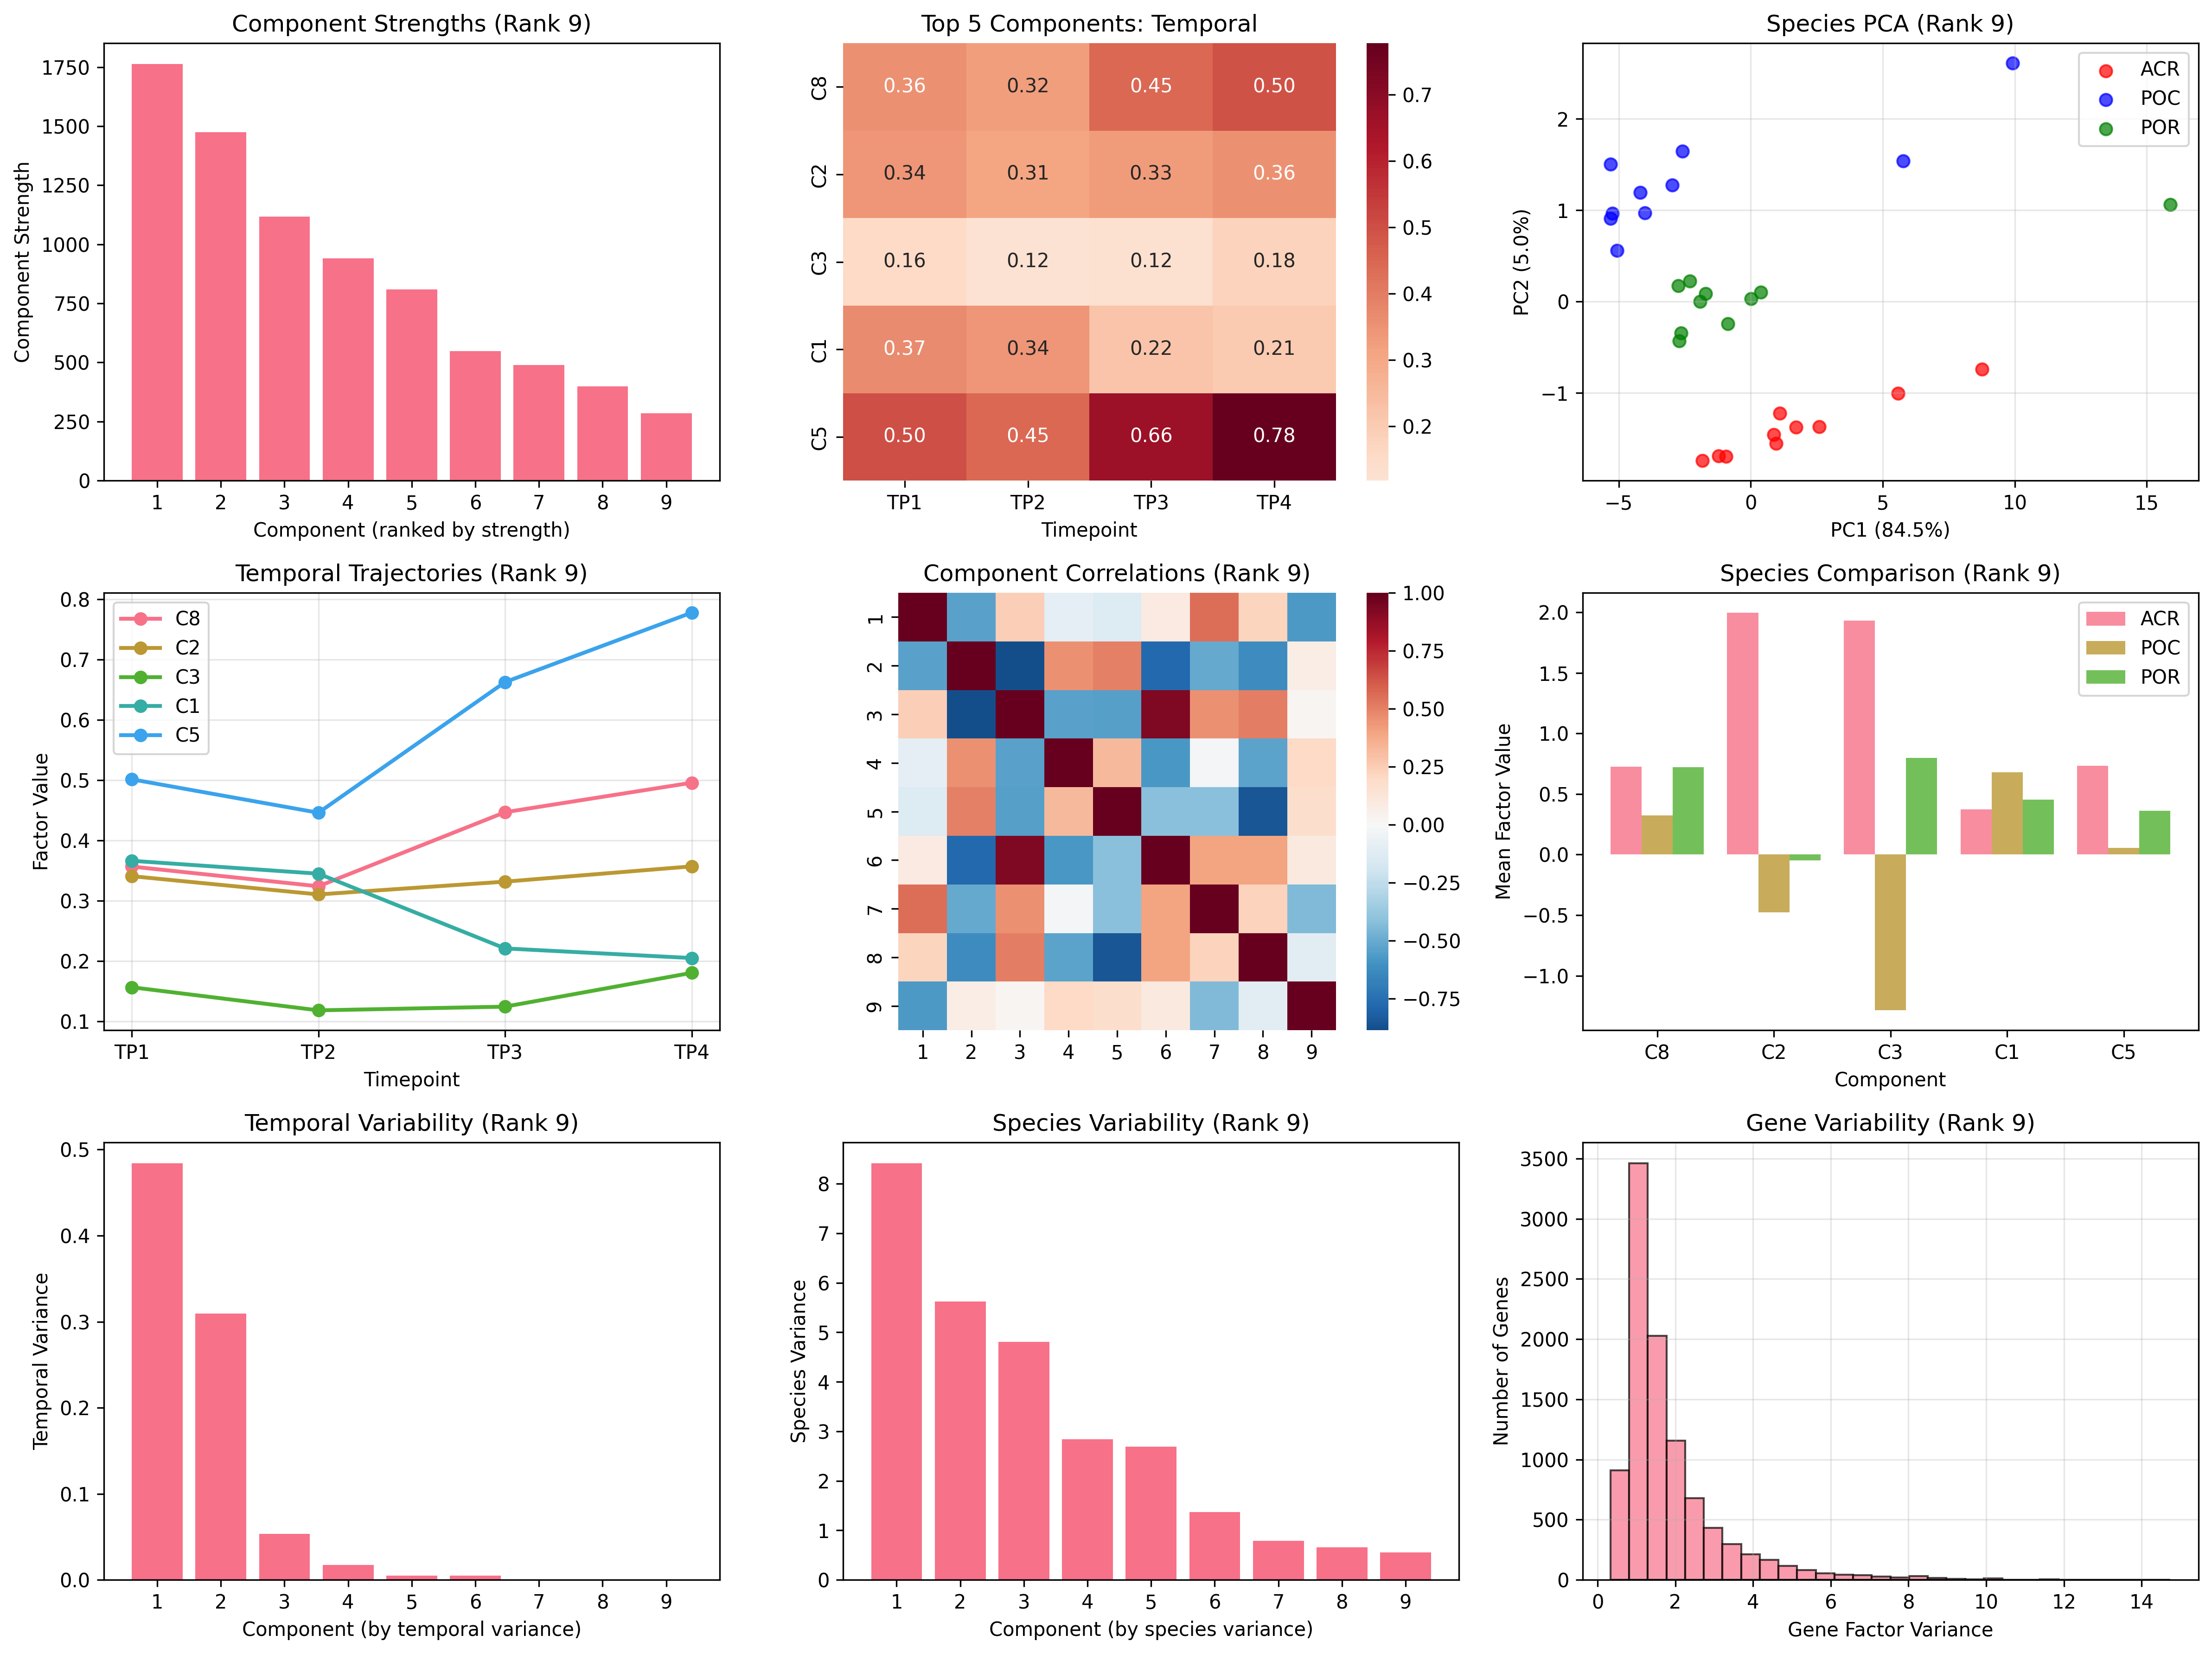 Component Strengths (Rank 9)
1750
1500
1250
1000
750
500
250
0
Component Strength
1 2 3 4 5 6 7 8 9
Component (ranked by strength)
Top 5 Components: Temporal
C8 0.36 0.32 0.45 0.50
C2 0.34 0.31 0.33 0.36
C3 0.16 0.12 0.12 0.18
C1 0.37 0.34 0.22 0.21
C5 0.50 0.45 0.66 0.78
TP1 TP2 TP3 TP4
Timepoint
0.7
0.6
0.5
0.4
0.3
0.2
Species PCA (Rank 9)
ACR
POC
POR
2
1
0
−1
PC2 (5.0%)
−5 0 5 10 15
PC1 (84.5%)
Temporal Trajectories (Rank 9)
C8
C2
C3
C1
C5
0.8
0.7
0.6
0.5
0.4
0.3
0.2
0.1
Factor Value
TP1 TP2 TP3 TP4
Timepoint
Component Correlations (Rank 9)
1
2
3
4
5
6
7
8
9
1 2 3 4 5 6 7 8 9
1.00
0.75
0.50
0.25
0.00
−0.25
−0.50
−0.75
Species Comparison (Rank 9)
ACR
POC
POR
2.0
1.5
1.0
0.5
0.0
−0.5
−1.0
Mean Factor Value
C8 C2 C3 C1 C5
Component
Temporal Variability (Rank 9)
0.5
0.4
0.3
0.2
0.1
0.0
Temporal Variance
1 2 3 4 5 6 7 8 9
Component (by temporal variance)
Species Variability (Rank 9)
8
7
6
5
4
3
2
1
0
Species Variance
1 2 3 4 5 6 7 8 9
Component (by species variance)
Gene Variability (Rank 9)
3500
3000
2500
2000
1500
1000
500
0
Number of Genes
0 2 4 6 8 10 12 14
Gene Factor Variance